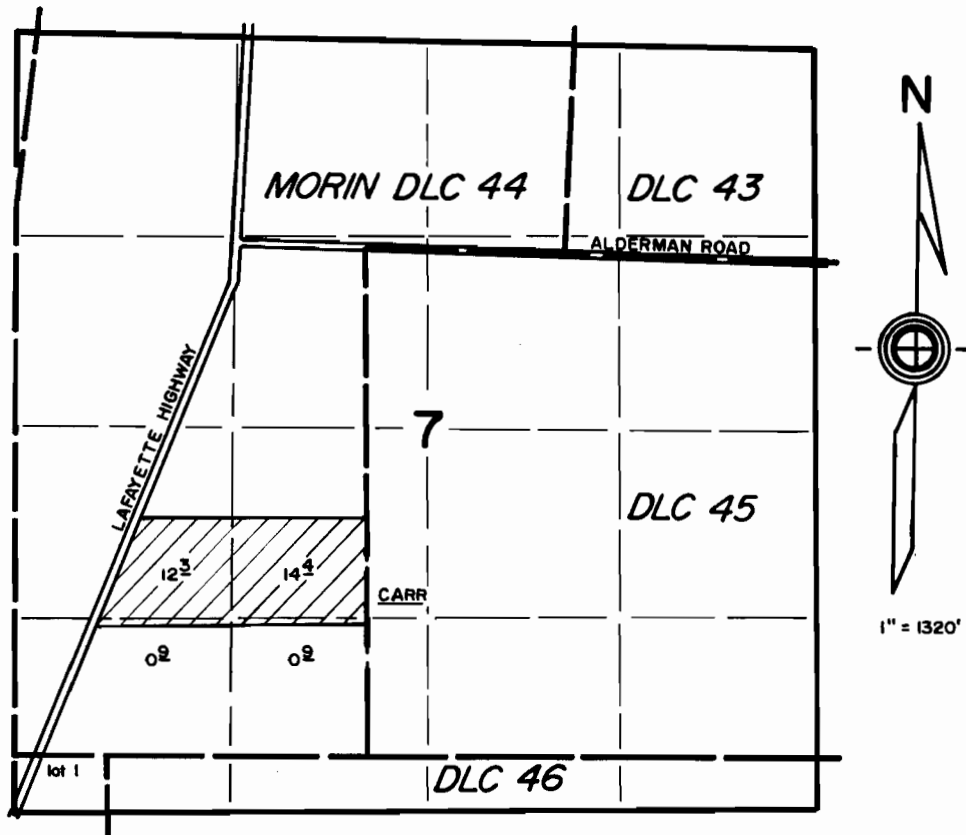 N
MORIN DLC 44
DLC 43
ALDERMAN ROAD
LAFAYETTE HIGHWAY
7
DLC 45
12 3
14 4
CARR
1" = 1320'
0 9
0 9
lot 1
DLC 46